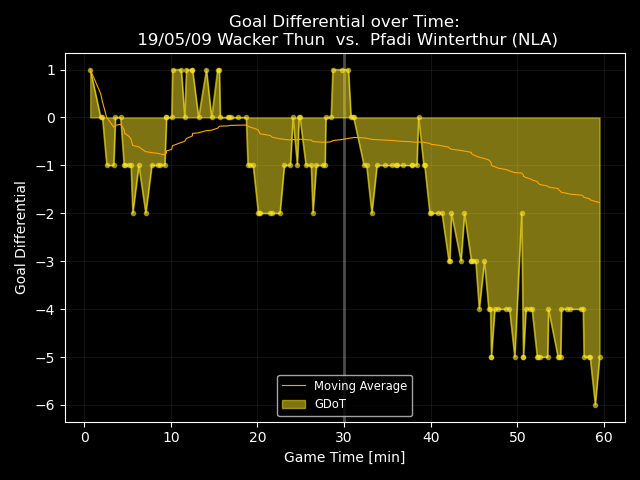 Goal Differential over Time:
19/05/09 Wacker Thun  vs.  Pfadi Winterthur (NLA)
Goal Differential
1
0
−1
−2
−3
−4
−5
−6
Moving Average
GDoT
0 10 20 30 40 50 60
Game Time [min]